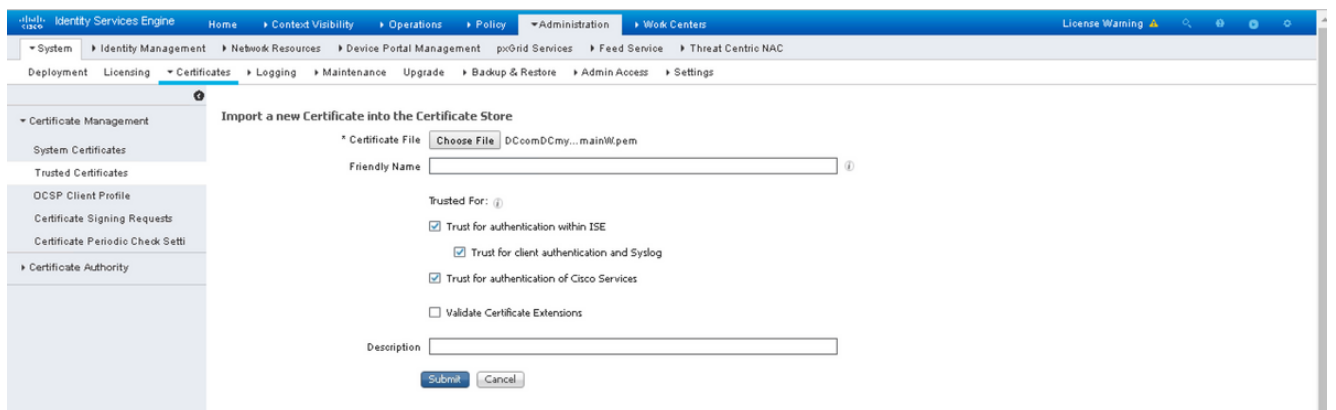 cisco Identity Services Engine Home Context Visibility Operations Policy Administration Work Centers License Warning
System Identity Management Network Resources Device Portal Management pxGrid Services Feed Service Threat Centric NAC
Deployment Licensing Certificates Logging Maintenance Upgrade Backup & Restore Admin Access Settings
Certificate Management
System Certificates
Trusted Certificates
OCSP Client Profile
Certificate Signing Requests
Certificate Periodic Check Setti
Certificate Authority
Import a new Certificate into the Certificate Store
* Certificate File Choose File DCcomDCmy...mainW.pem
Friendly Name
Trusted For:
Trust for authentication within ISE
Trust for client authentication and Syslog
Trust for authentication of Cisco Services
Validate Certificate Extensions
Description
Submit Cancel